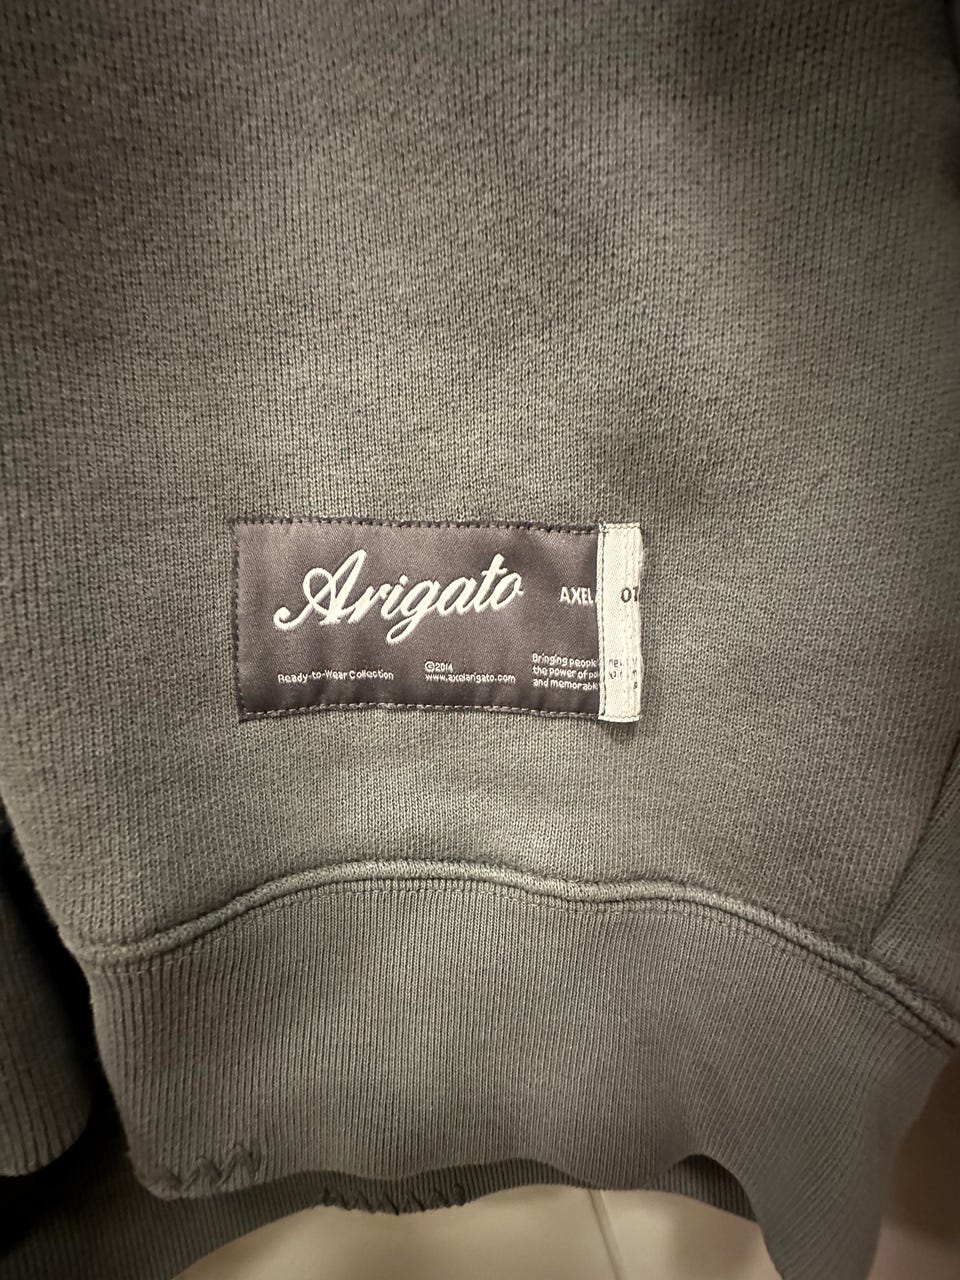 Arigato
AXEL
Ready-to-Wear Collection
©2014
www.axelarigato.com
Bringing people
the power of
and memorable